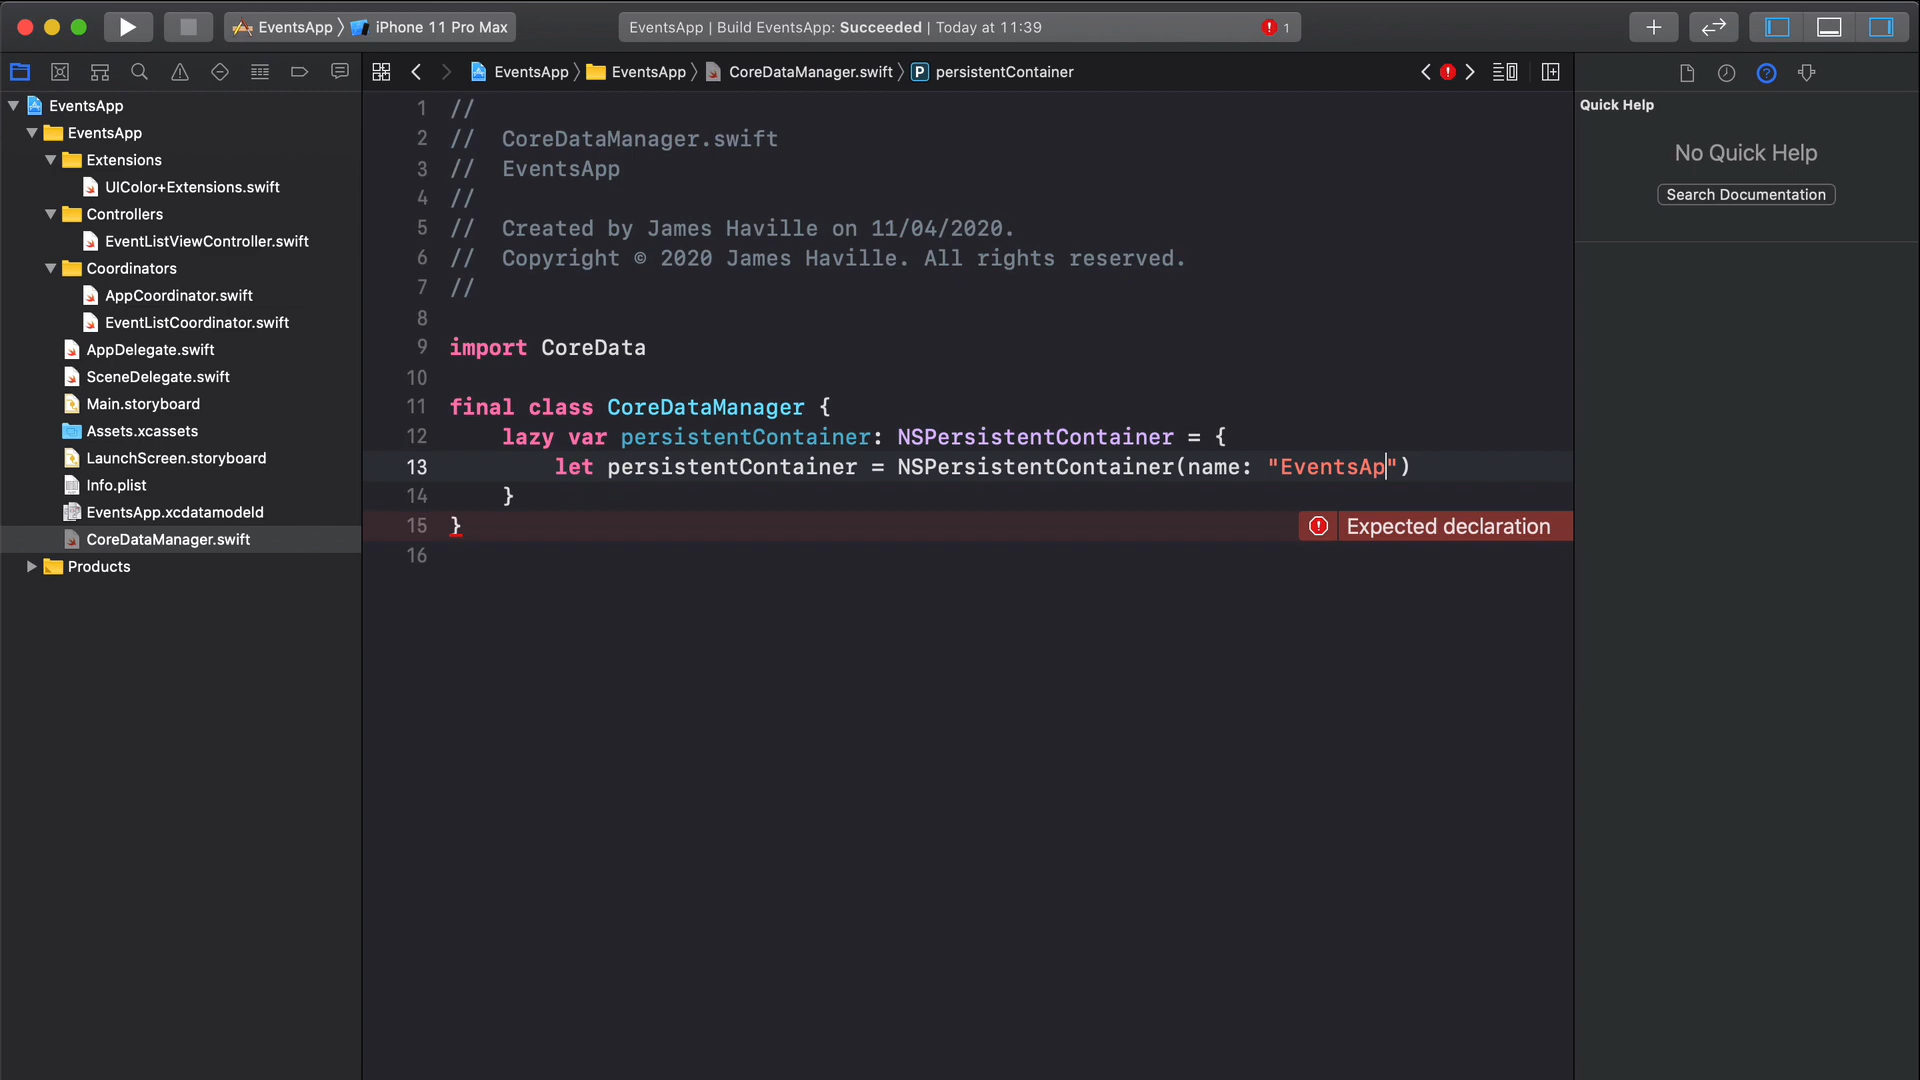 EventsApp iPhone 11 Pro Max
EventsApp | Build EventsApp: Succeeded | Today at 11:39
1
EventsApp EventsApp CoreDataManager.swift P persistentContainer
EventsApp
EventsApp
Extensions
UIColor+Extensions.swift
Controllers
EventListViewController.swift
Coordinators
AppCoordinator.swift
EventListCoordinator.swift
AppDelegate.swift
SceneDelegate.swift
Main.storyboard
Assets.xcassets
LaunchScreen.storyboard
Info.plist
EventsApp.xcdatamodeld
CoreDataManager.swift
Products
1 //
2 // CoreDataManager.swift
3 // EventsApp
4 //
5 // Created by James Haville on 11/04/2020.
6 // Copyright © 2020 James Haville. All rights reserved.
7 //
8
9 import CoreData
10
11 final class CoreDataManager {
12 lazy var persistentContainer: NSPersistentContainer = {
13 let persistentContainer = NSPersistentContainer(name: "EventsAp")
14 }
15 } Expected declaration
16
Quick Help
No Quick Help
Search Documentation